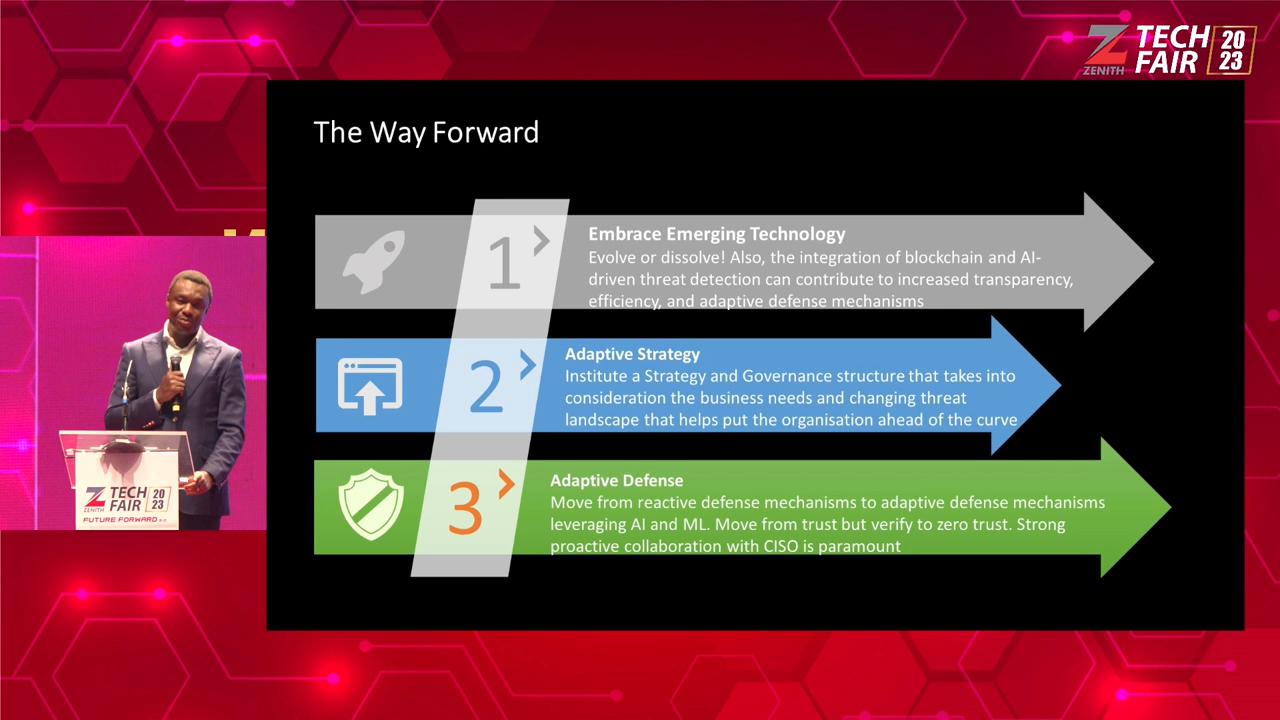 Z
ZENITH
TECH
FAIR
20
23
The Way Forward
1
Embrace Emerging Technology
Evolve or dissolve! Also, the integration of blockchain and AI-
driven threat detection can contribute to increased transparency,
efficiency, and adaptive defense mechanisms
2
Adaptive Strategy
Institute a Strategy and Governance structure that takes into
consideration the business needs and changing threat
landscape that helps put the organisation ahead of the curve
3
Adaptive Defense
Move from reactive defense mechanisms to adaptive defense mechanisms
leveraging AI and ML. Move from trust but verify to zero trust. Strong
proactive collaboration with CISO is paramount
Z
ZENITH
TECH
FAIR
20
23
FUTURE FORWARD